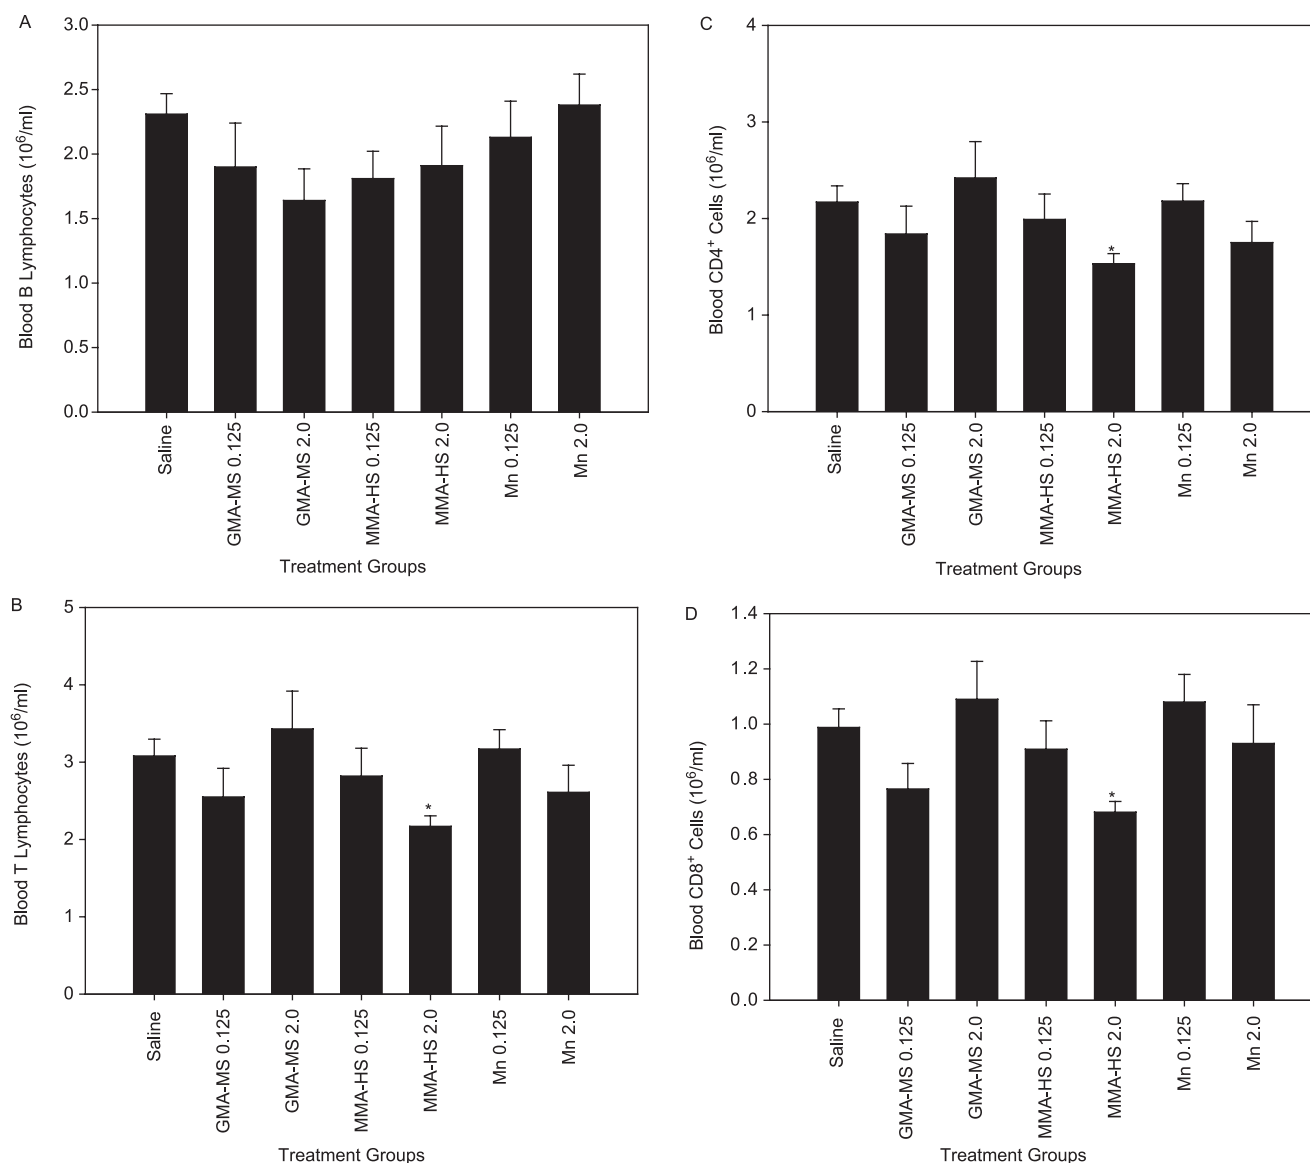 A
3.0
2.5
2.0
1.5
1.0
0.5
0.0
Blood B Lymphocytes (10⁶/ml)
Saline
GMA-MS 0.125
GMA-MS 2.0
MMA-HS 0.125
MMA-HS 2.0
Mn 0.125
Mn 2.0
Treatment Groups
B
5
4
3
2
1
0
Blood T Lymphocytes (10⁶/ml)
*
Saline
GMA-MS 0.125
GMA-MS 2.0
MMA-HS 0.125
MMA-HS 2.0
Mn 0.125
Mn 2.0
Treatment Groups
C
4
3
2
1
0
Blood CD4⁺ Cells (10⁶/ml)
*
Saline
GMA-MS 0.125
GMA-MS 2.0
MMA-HS 0.125
MMA-HS 2.0
Mn 0.125
Mn 2.0
Treatment Groups
D
1.4
1.2
1.0
0.8
0.6
0.4
0.2
0.0
Blood CD8⁺ Cells (10⁶/ml)
*
Saline
GMA-MS 0.125
GMA-MS 2.0
MMA-HS 0.125
MMA-HS 2.0
Mn 0.125
Mn 2.0
Treatment Groups